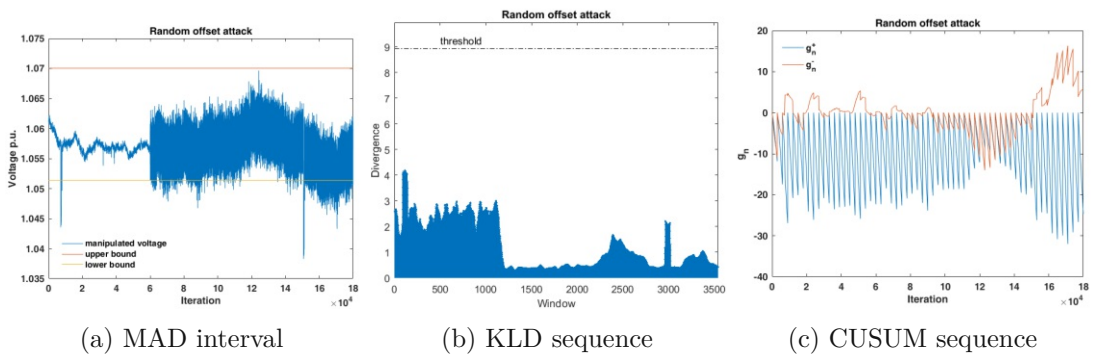 Random offset attack
1.075
1.07
1.065
1.06
1.055
1.05
1.045
1.04
1.035
Voltage p.u.
manipulated voltage
upper bound
lower bound
0 2 4 6 8 10 12 14 16 18
Iteration
×10⁴
(a) MAD interval
Random offset attack
threshold
9
8
7
6
5
4
3
2
1
0
Divergence
0 500 1000 1500 2000 2500 3000 3500
Window
(b) KLD sequence
Random offset attack
g_n^+
g_n^-
20
10
0
-10
-20
-30
-40
g_n
0 2 4 6 8 10 12 14 16 18
Iteration
×10⁴
(c) CUSUM sequence